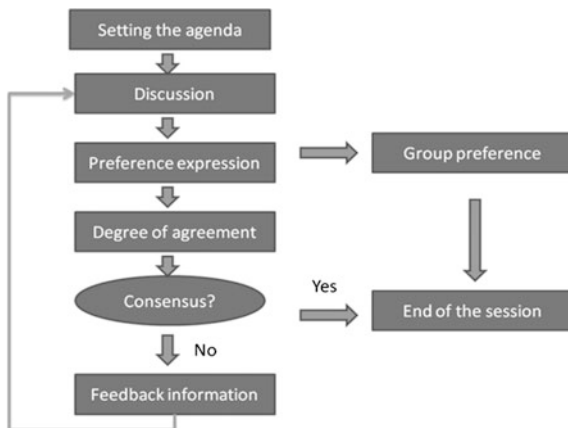 Setting the agenda
Discussion
Preference expression
Group preference
Degree of agreement
Consensus?
Yes
End of the session
No
Feedback information